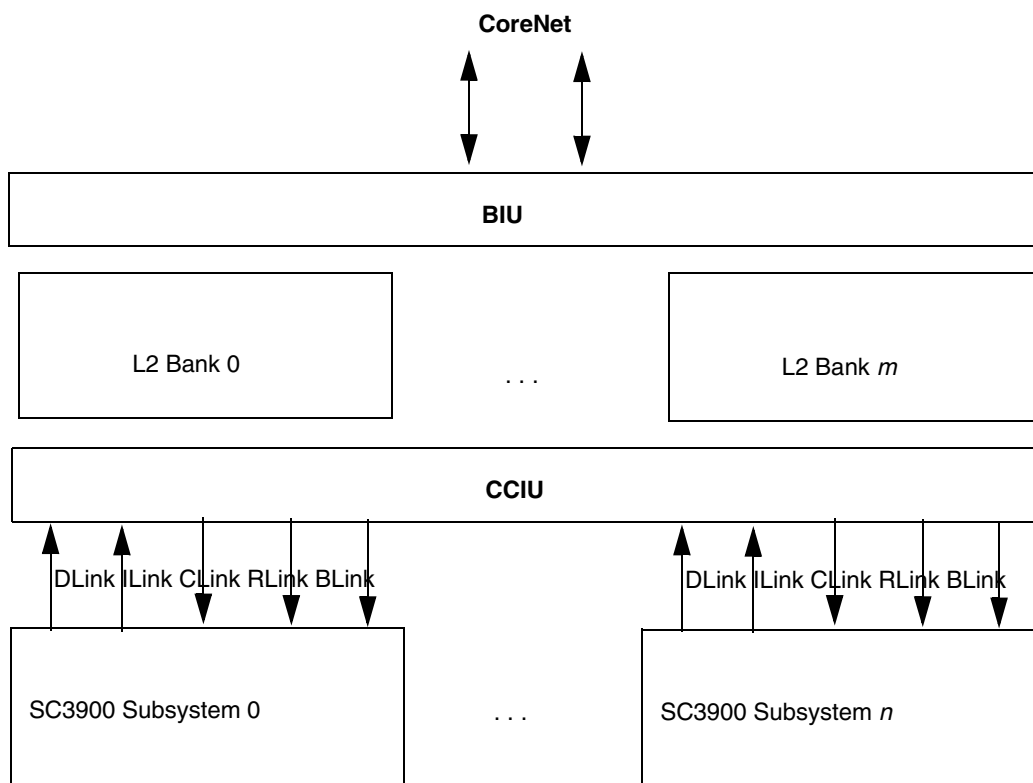 CoreNet
BIU
L2 Bank 0
. . .
L2 Bank m
CCIU
DLink ILink CLink RLink BLink
DLink ILink CLink RLink BLink
SC3900 Subsystem 0
. . .
SC3900 Subsystem n